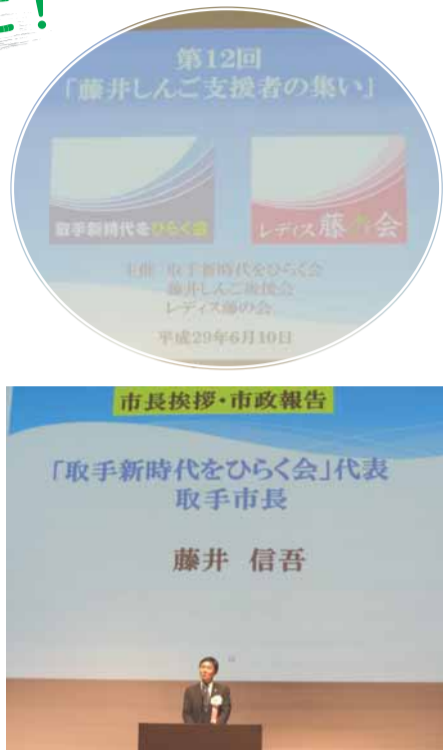 ！
第12回
「藤井しんご支援者の集い」
取手新時代をひらく会
レディス藤の会
主催 取手新時代をひらく会
藤井しんご後援会
レディス藤の会
平成29年6月10日
市長挨拶・市政報告
「取手新時代をひらく会」代表
取手市長
藤井 信吾